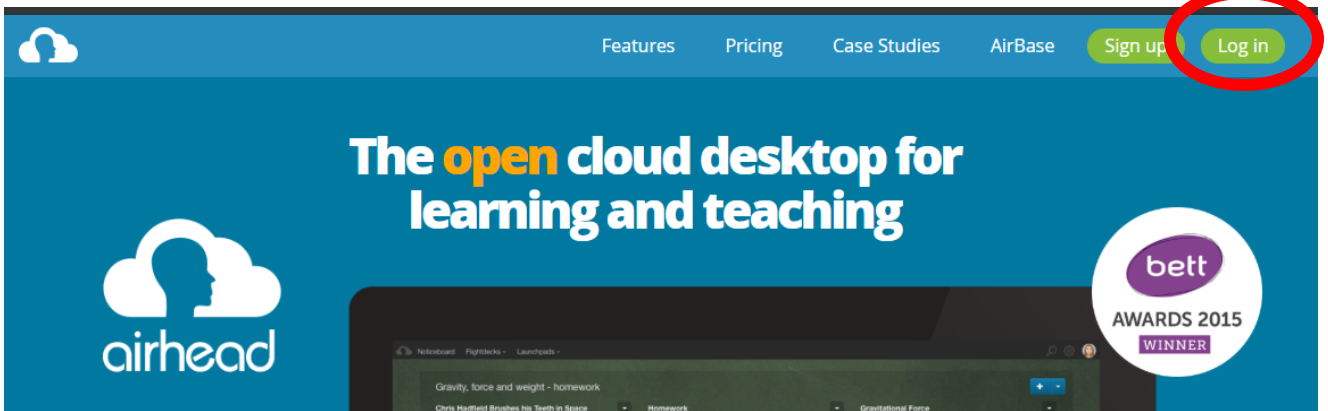 Features Pricing Case Studies AirBase Sign up Log in
The open cloud desktop for
learning and teaching
airhead
bett
AWARDS 2015
WINNER
Noticeboard Flightdecks Launchpads
Gravity, force and weight - homework
Chris Hadfield Brushes his Teeth in Space Homework Gravitational Force